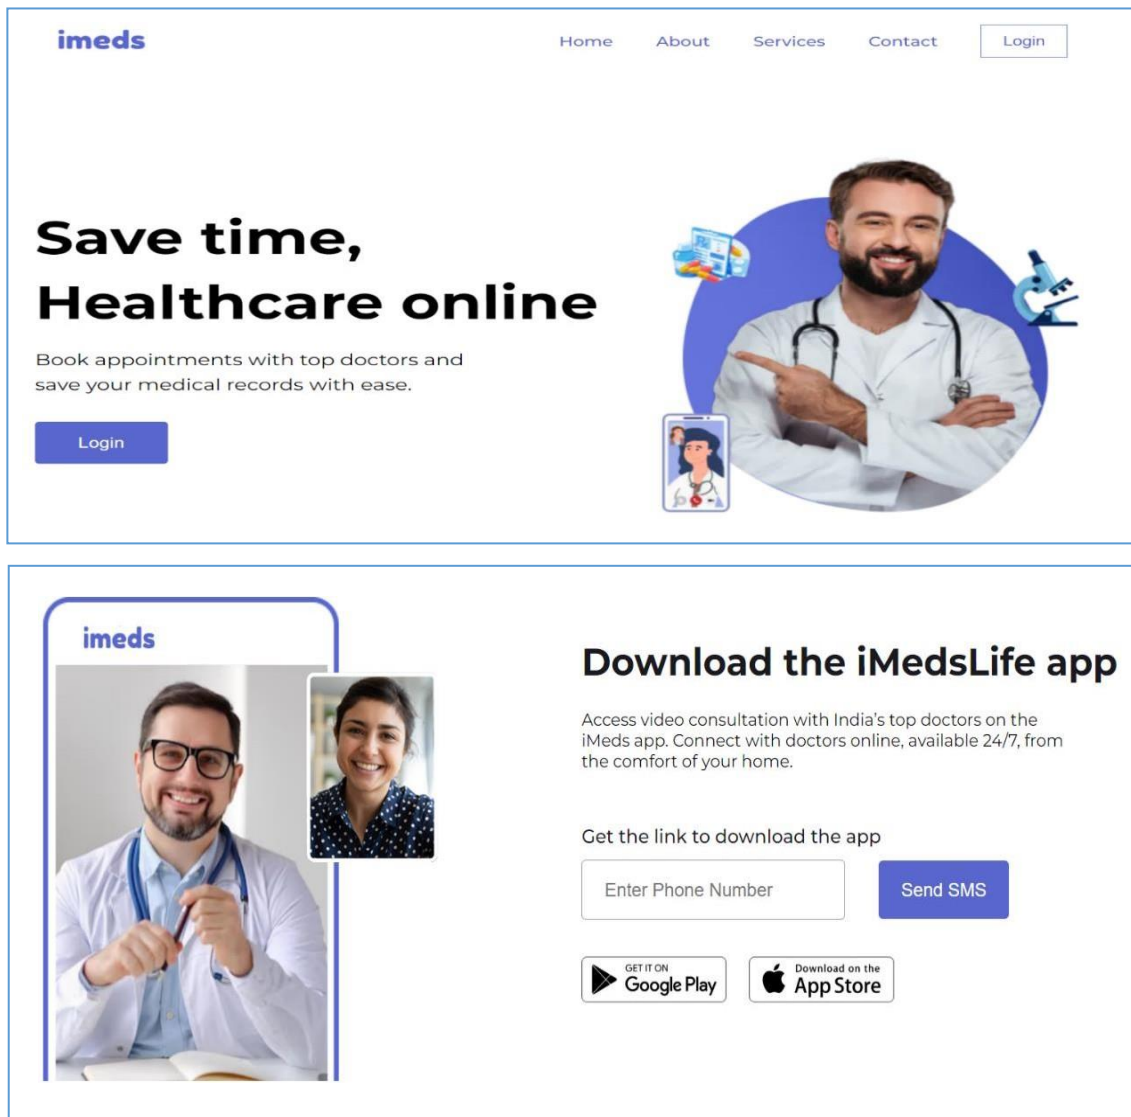 imeds
Home About Services Contact Login
Save time,
Healthcare online
Book appointments with top doctors and
save your medical records with ease.
Login
imeds
Download the iMedsLife app
Access video consultation with India's top doctors on the
iMeds app. Connect with doctors online, available 24/7, from
the comfort of your home.
Get the link to download the app
Enter Phone Number Send SMS
GET IT ON
Google Play
Download on the
App Store